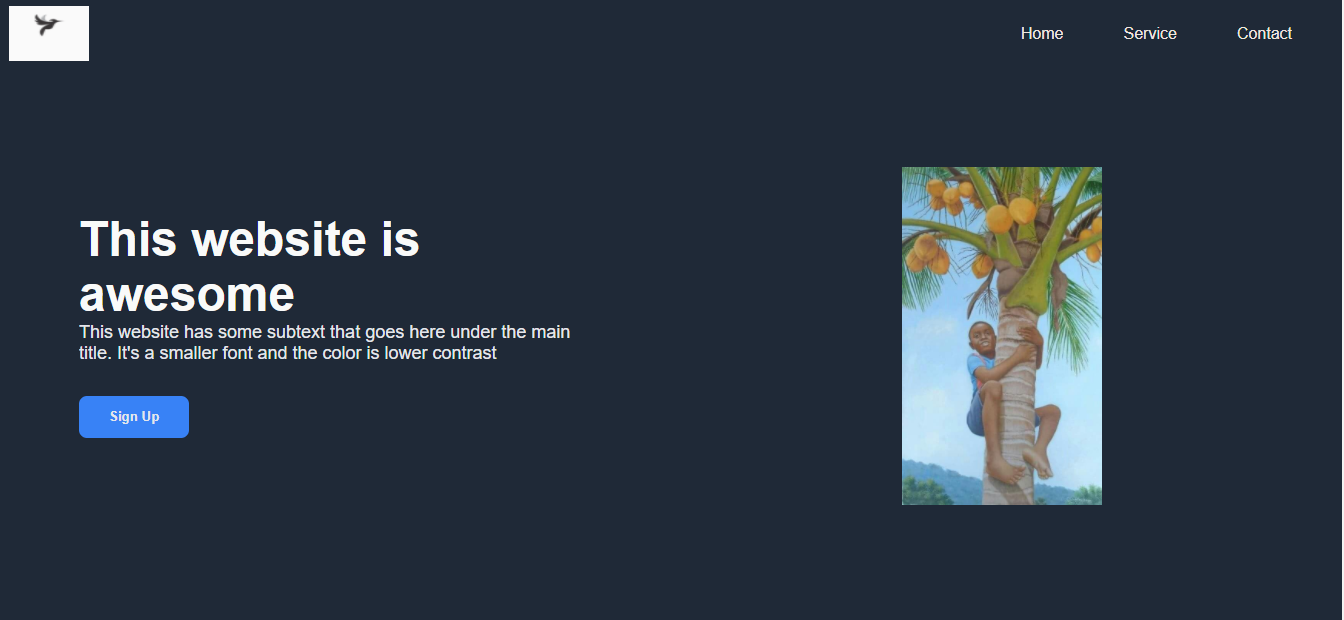 Home
Service
Contact
This website is
awesome
This website has some subtext that goes here under the main
title. It's a smaller font and the color is lower contrast
Sign Up